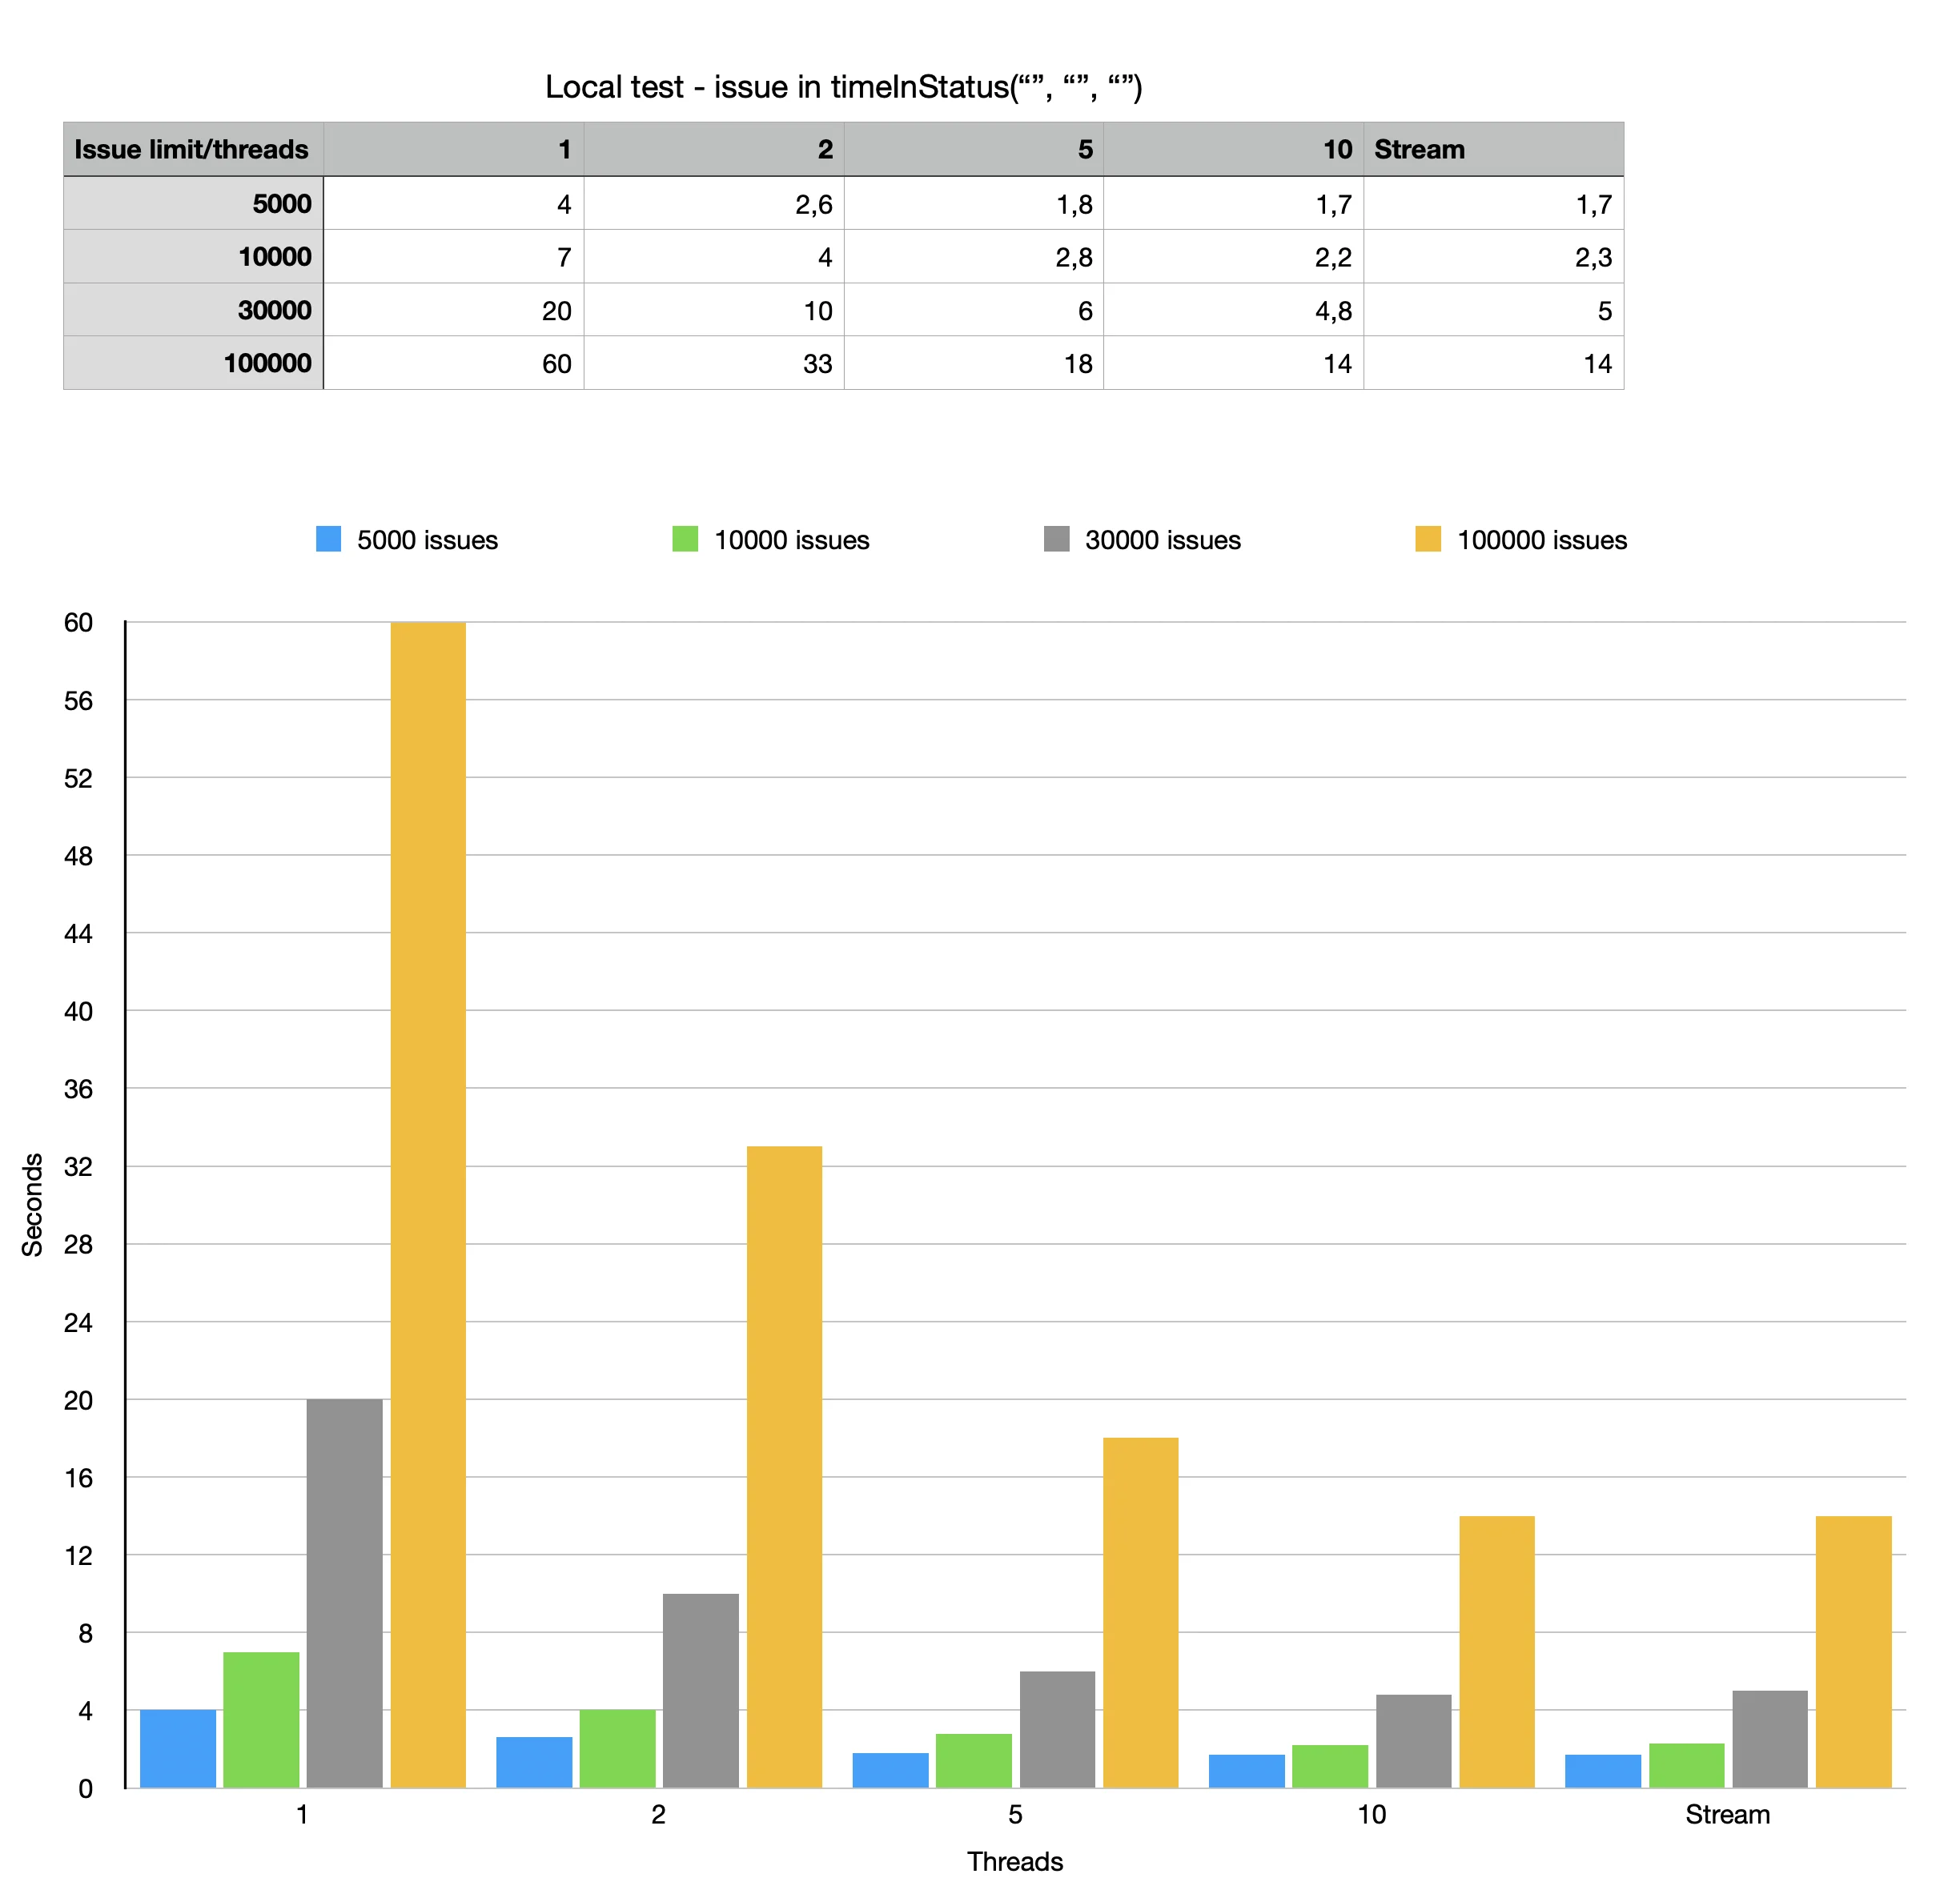 Local test - issue in timeInStatus(“”, “”, “”)
Issue limit/threads 1 2 5 10 Stream
5000 4 2,6 1,8 1,7 1,7
10000 7 4 2,8 2,2 2,3
30000 20 10 6 4,8 5
100000 60 33 18 14 14
5000 issues 10000 issues 30000 issues 100000 issues
60
56
52
48
44
40
36
32
28
24
20
16
12
8
4
0
Seconds
1 2 5 10 Stream
Threads